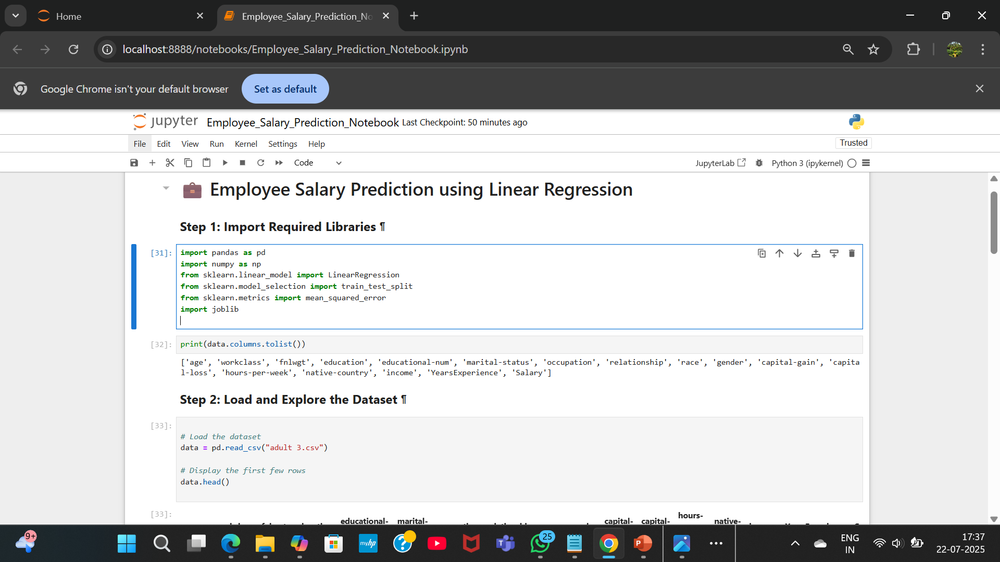 Home
Employee_Salary_Prediction_No
localhost:8888/notebooks/Employee_Salary_Prediction_Notebook.ipynb
Google Chrome isn't your default browser
Set as default
jupyter
Employee_Salary_Prediction_Notebook Last Checkpoint: 50 minutes ago
File Edit View Run Kernel Settings Help
Trusted
Code
JupyterLab
Python 3 (ipykernel)
Employee Salary Prediction using Linear Regression
Step 1: Import Required Libraries ¶
[31]:
import pandas as pd
import numpy as np
from sklearn.linear_model import LinearRegression
from sklearn.model_selection import train_test_split
from sklearn.metrics import mean_squared_error
import joblib
[32]:
print(data.columns.tolist())
['age', 'workclass', 'fnlwgt', 'education', 'educational-num', 'marital-status', 'occupation', 'relationship', 'race', 'gender', 'capital-gain', 'capita
l-loss', 'hours-per-week', 'native-country', 'income', 'YearsExperience', 'Salary']
Step 2: Load and Explore the Dataset ¶
[33]:
# Load the dataset
data = pd.read_csv("adult 3.csv")
# Display the first few rows
data.head()
[33]:
hours-
educational- marital- capital- capital- native-
9+
myhp
25
P
ENG
IN
17:37
22-07-2025